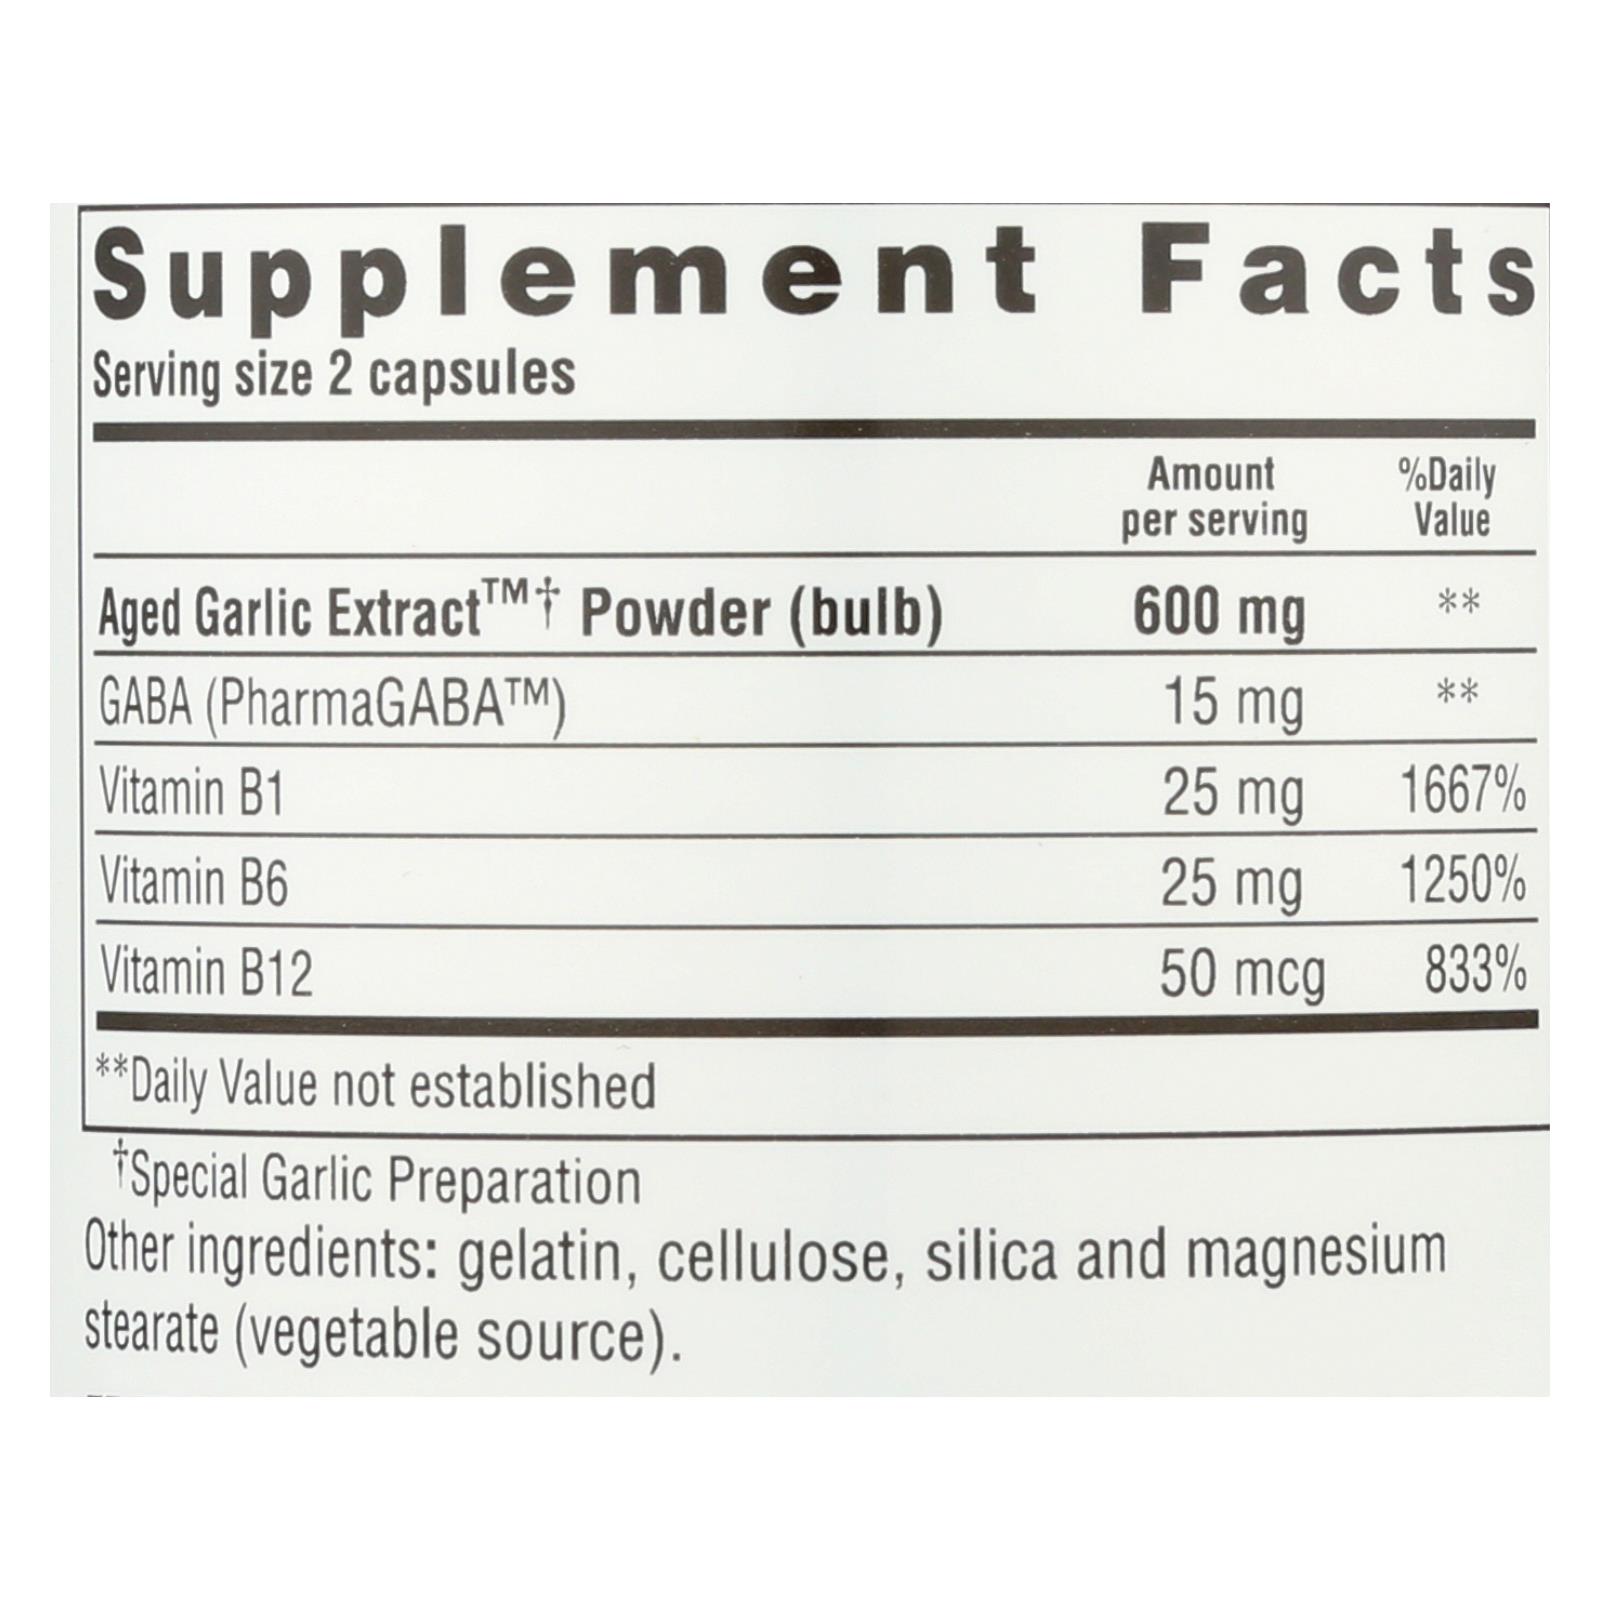 Supplement Facts
Serving size 2 capsules
Amount per serving %Daily Value
Aged Garlic Extract™† Powder (bulb) 600 mg **
GABA (PharmaGABA™) 15 mg **
Vitamin B1 25 mg 1667%
Vitamin B6 25 mg 1250%
Vitamin B12 50 mcg 833%
**Daily Value not established
†Special Garlic Preparation
Other ingredients: gelatin, cellulose, silica and magnesium
stearate (vegetable source).